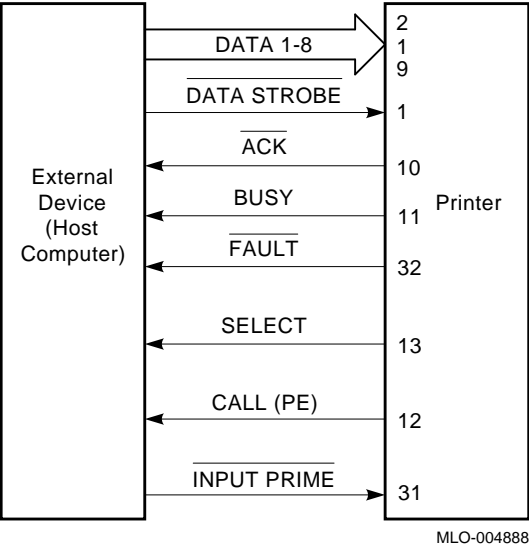 2
DATA 1-8
1
9
DATA STROBE
1
ACK
10
External
Device
(Host
Computer)
BUSY
11
Printer
FAULT
32
SELECT
13
CALL (PE)
12
INPUT PRIME
31
MLO-004888